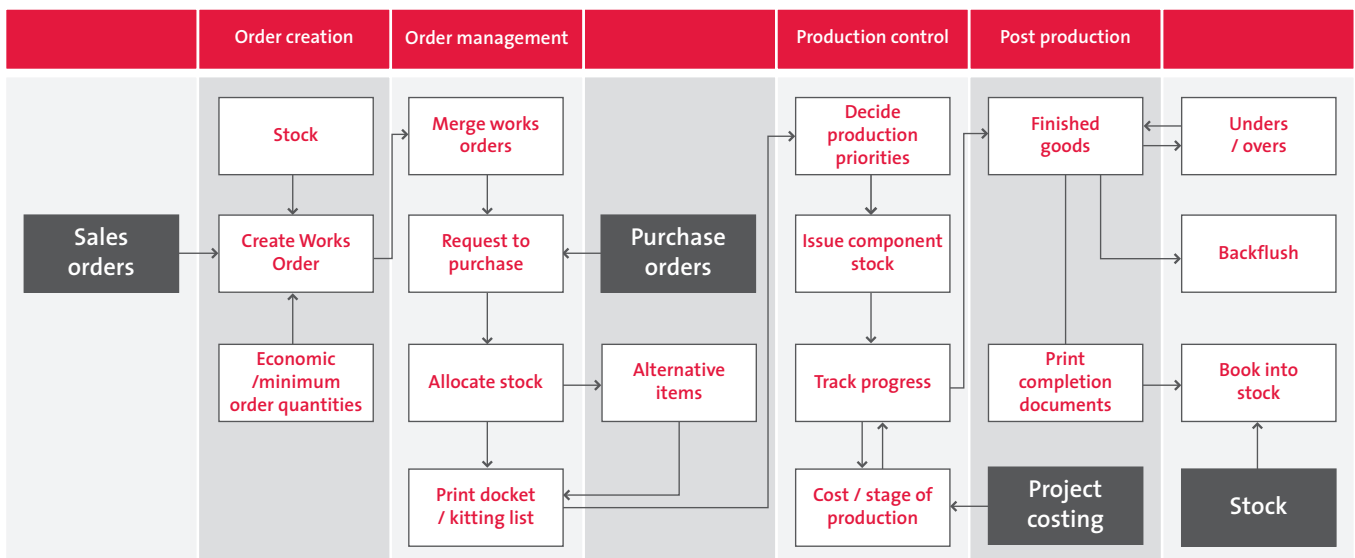 Order creation
Order management
Production control
Post production
Stock
Merge works
orders
Decide
production
priorities
Finished
goods
Unders
/ overs
Sales
orders
Create Works
Order
Request to
purchase
Purchase
orders
Issue component
stock
Backflush
Economic
/minimum
order quantities
Allocate stock
Alternative
items
Track progress
Print
completion
documents
Book into
stock
Print docket
/ kitting list
Cost / stage of
production
Project
costing
Stock